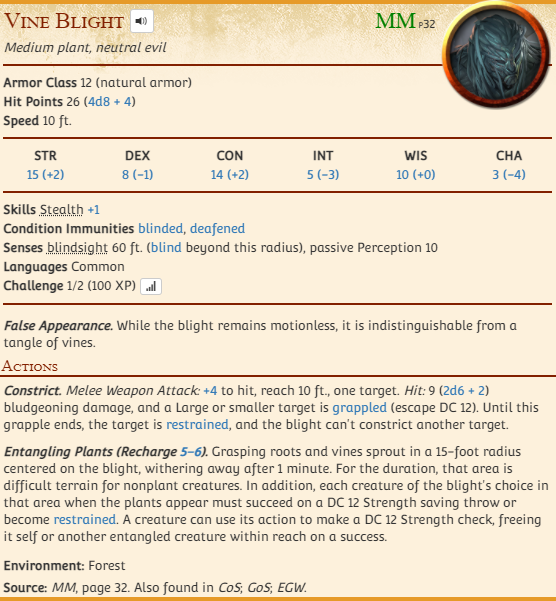 Vine Blight MM p32
Medium plant, neutral evil
Armor Class 12 (natural armor)
Hit Points 26 (4d8 + 4)
Speed 10 ft.
STR DEX CON INT WIS CHA
15 (+2) 8 (−1) 14 (+2) 5 (−3) 10 (+0) 3 (−4)
Skills Stealth +1
Condition Immunities blinded, deafened
Senses blindsight 60 ft. (blind beyond this radius), passive Perception 10
Languages Common
Challenge 1/2 (100 XP)
False Appearance. While the blight remains motionless, it is indistinguishable from a
tangle of vines.
Actions
Constrict. Melee Weapon Attack: +4 to hit, reach 10 ft., one target. Hit: 9 (2d6 + 2)
bludgeoning damage, and a Large or smaller target is grappled (escape DC 12). Until this
grapple ends, the target is restrained, and the blight can't constrict another target.
Entangling Plants (Recharge 5–6). Grasping roots and vines sprout in a 15-foot radius
centered on the blight, withering away after 1 minute. For the duration, that area is
difficult terrain for nonplant creatures. In addition, each creature of the blight's choice in
that area when the plants appear must succeed on a DC 12 Strength saving throw or
become restrained. A creature can use its action to make a DC 12 Strength check, freeing
it self or another entangled creature within reach on a success.
Environment: Forest
Source: MM, page 32. Also found in CoS; GoS; EGW.